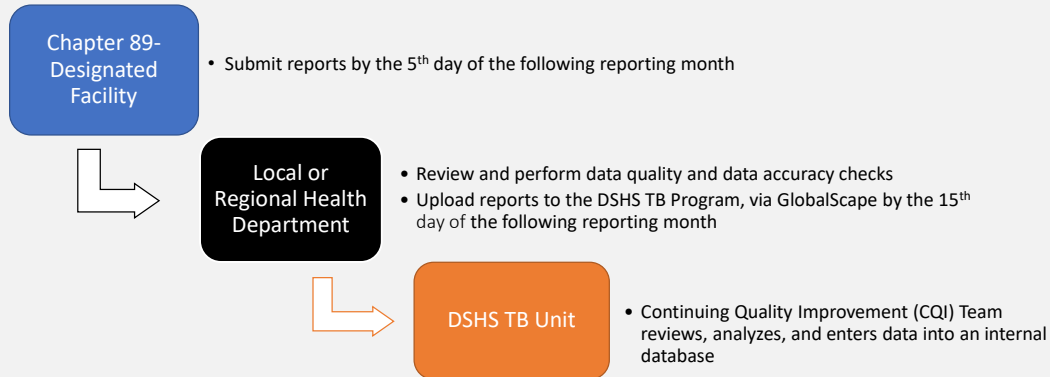 Chapter 89-
Designated
Facility
• Submit reports by the 5th day of the following reporting month
Local or
Regional Health
Department
• Review and perform data quality and data accuracy checks
• Upload reports to the DSHS TB Program, via GlobalScape by the 15th
day of the following reporting month
DSHS TB Unit
• Continuing Quality Improvement (CQI) Team
reviews, analyzes, and enters data into an internal
database